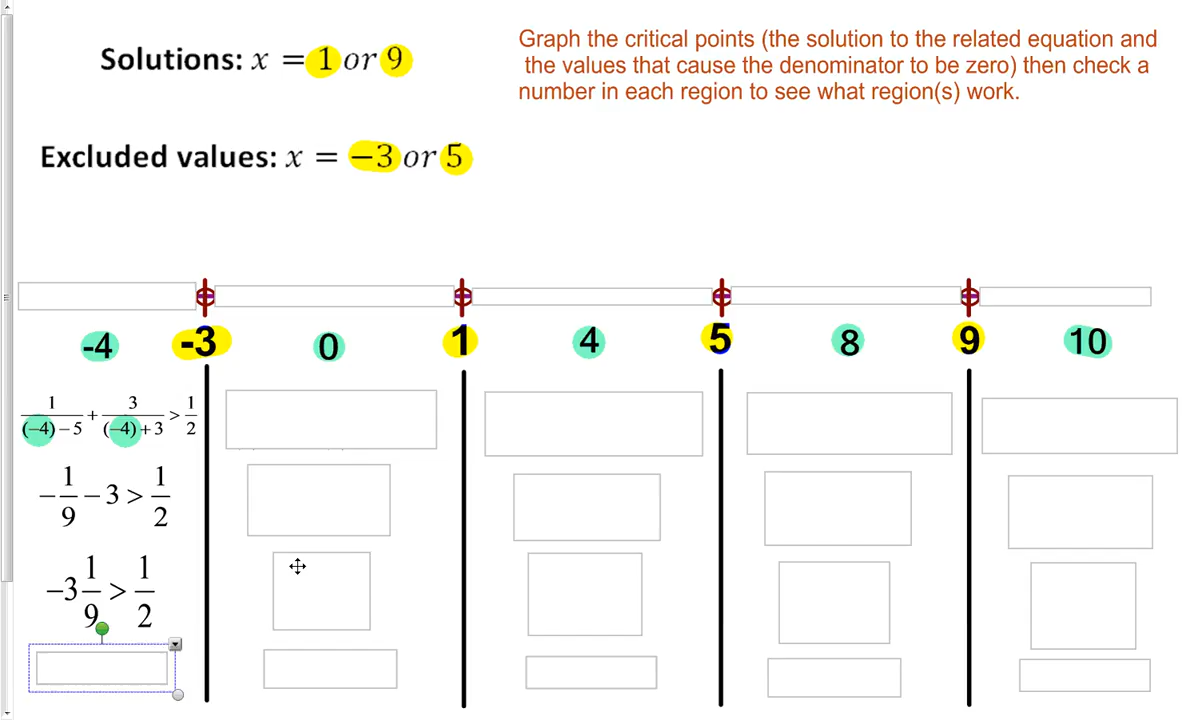 Solutions: x = 1 or 9
Graph the critical points (the solution to the related equation and
the values that cause the denominator to be zero) then check a
number in each region to see what region(s) work.
Excluded values: x = −3 or 5
-4 -3 0 1 4 5 8 9 10
1/((−4)−5) + 3/((−4)+3) > 1/2
−1/9 − 3 > 1/2
−3 1/9 > 1/2